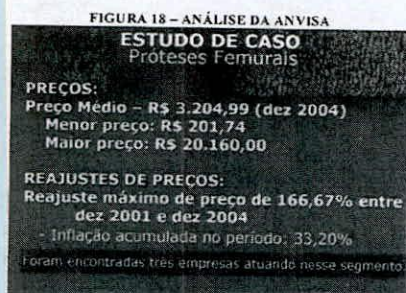 FIGURA 18 – ANÁLISE DA ANVISA
ESTUDO DE CASO
Próteses Femurais
PREÇOS:
Preço Médio – R$ 3.204,99 (dez 2004)
Menor preço: R$ 201,74
Maior preço: R$ 20.160,00
REAJUSTES DE PREÇOS:
Reajuste máximo de preço de 166,67% entre
dez 2001 e dez 2004
- Inflação acumulada no período: 33,20%
Foram encontradas três empresas atuando nesse segmento.